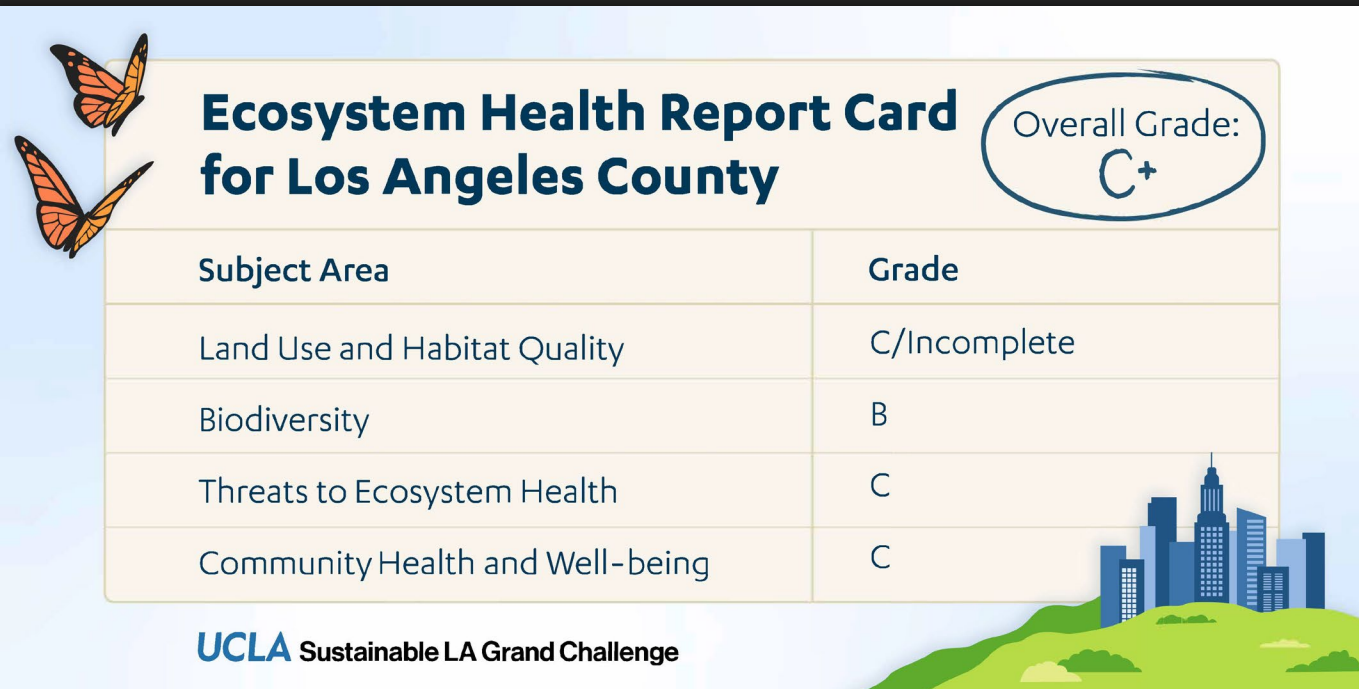 Ecosystem Health Report Card
for Los Angeles County
Overall Grade:
C+
Subject Area
Grade
Land Use and Habitat Quality
C/Incomplete
Biodiversity
B
Threats to Ecosystem Health
C
Community Health and Well-being
C
UCLA Sustainable LA Grand Challenge